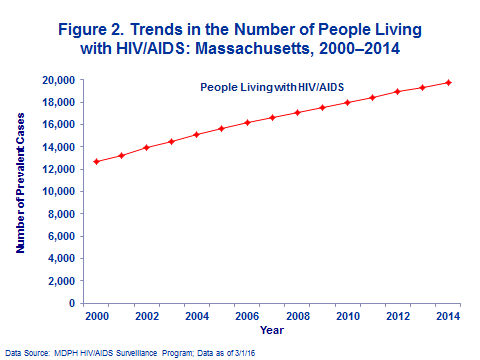 Figure 2. Trends in the Number of People Living
with HIV/AIDS: Massachusetts, 2000–2014
People Living with HIV/AIDS
Number of Prevalent Cases
20,000
18,000
16,000
14,000
12,000
10,000
8,000
6,000
4,000
2,000
0
2000 2002 2004 2006 2008 2010 2012 2014
Year
Data Source: MDPH HIV/AIDS Surveillance Program; Data as of 3/1/16